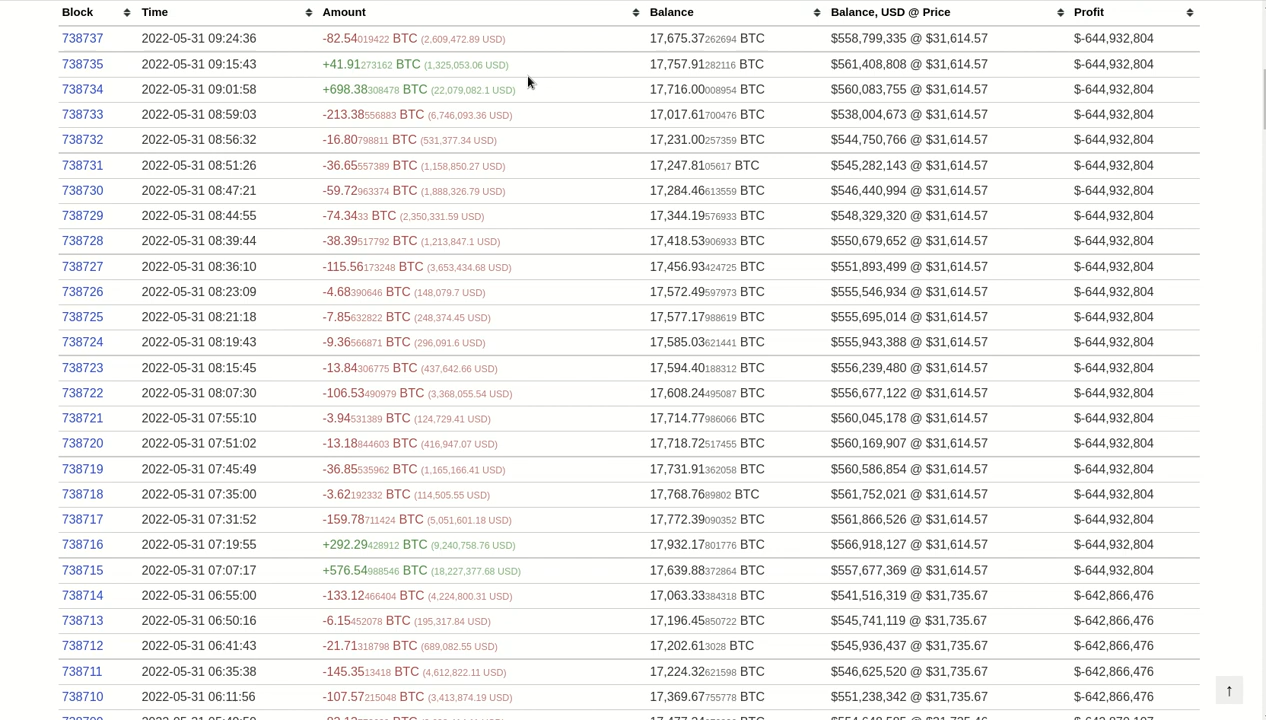 Block Time Amount Balance Balance, USD @ Price Profit
738737 2022-05-31 09:24:36 -82.54019422 BTC (2,609,472.89 USD) 17,675.37262694 BTC $558,799,335 @ $31,614.57 $-644,932,804
738735 2022-05-31 09:15:43 +41.91273162 BTC (1,325,053.06 USD) 17,757.91282116 BTC $561,408,808 @ $31,614.57 $-644,932,804
738734 2022-05-31 09:01:58 +698.38308478 BTC (22,079,082.1 USD) 17,716.00008954 BTC $560,083,755 @ $31,614.57 $-644,932,804
738733 2022-05-31 08:59:03 -213.38556883 BTC (6,746,093.36 USD) 17,017.61700476 BTC $538,004,673 @ $31,614.57 $-644,932,804
738732 2022-05-31 08:56:32 -16.80798811 BTC (531,377.34 USD) 17,231.00257359 BTC $544,750,766 @ $31,614.57 $-644,932,804
738731 2022-05-31 08:51:26 -36.65557389 BTC (1,158,850.27 USD) 17,247.8105617 BTC $545,282,143 @ $31,614.57 $-644,932,804
738730 2022-05-31 08:47:21 -59.72963374 BTC (1,888,326.79 USD) 17,284.46613559 BTC $546,440,994 @ $31,614.57 $-644,932,804
738729 2022-05-31 08:44:55 -74.3433 BTC (2,350,331.59 USD) 17,344.19576933 BTC $548,329,320 @ $31,614.57 $-644,932,804
738728 2022-05-31 08:39:44 -38.39517792 BTC (1,213,847.1 USD) 17,418.53906933 BTC $550,679,652 @ $31,614.57 $-644,932,804
738727 2022-05-31 08:36:10 -115.56173248 BTC (3,653,434.68 USD) 17,456.93424725 BTC $551,893,499 @ $31,614.57 $-644,932,804
738726 2022-05-31 08:23:09 -4.68390646 BTC (148,079.7 USD) 17,572.49597973 BTC $555,546,934 @ $31,614.57 $-644,932,804
738725 2022-05-31 08:21:18 -7.85632822 BTC (248,374.45 USD) 17,577.17988619 BTC $555,695,014 @ $31,614.57 $-644,932,804
738724 2022-05-31 08:19:43 -9.36566871 BTC (296,091.6 USD) 17,585.03621441 BTC $555,943,388 @ $31,614.57 $-644,932,804
738723 2022-05-31 08:15:45 -13.84306775 BTC (437,642.66 USD) 17,594.40188312 BTC $556,239,480 @ $31,614.57 $-644,932,804
738722 2022-05-31 08:07:30 -106.53490979 BTC (3,368,055.54 USD) 17,608.24495087 BTC $556,677,122 @ $31,614.57 $-644,932,804
738721 2022-05-31 07:55:10 -3.94531389 BTC (124,729.41 USD) 17,714.77986066 BTC $560,045,178 @ $31,614.57 $-644,932,804
738720 2022-05-31 07:51:02 -13.18844603 BTC (416,947.07 USD) 17,718.72517455 BTC $560,169,907 @ $31,614.57 $-644,932,804
738719 2022-05-31 07:45:49 -36.85535962 BTC (1,165,166.41 USD) 17,731.91362058 BTC $560,586,854 @ $31,614.57 $-644,932,804
738718 2022-05-31 07:35:00 -3.62192332 BTC (114,505.55 USD) 17,768.7689802 BTC $561,752,021 @ $31,614.57 $-644,932,804
738717 2022-05-31 07:31:52 -159.78711424 BTC (5,051,601.18 USD) 17,772.39090352 BTC $561,866,526 @ $31,614.57 $-644,932,804
738716 2022-05-31 07:19:55 +292.29428912 BTC (9,240,758.76 USD) 17,932.17801776 BTC $566,918,127 @ $31,614.57 $-644,932,804
738715 2022-05-31 07:07:17 +576.54988546 BTC (18,227,377.68 USD) 17,639.88372864 BTC $557,677,369 @ $31,614.57 $-644,932,804
738714 2022-05-31 06:55:00 -133.12466404 BTC (4,224,800.31 USD) 17,063.33384318 BTC $541,516,319 @ $31,735.67 $-642,866,476
738713 2022-05-31 06:50:16 -6.15452078 BTC (195,317.84 USD) 17,196.45850722 BTC $545,741,119 @ $31,735.67 $-642,866,476
738712 2022-05-31 06:41:43 -21.71318798 BTC (689,082.55 USD) 17,202.613028 BTC $545,936,437 @ $31,735.67 $-642,866,476
738711 2022-05-31 06:35:38 -145.3513418 BTC (4,612,822.11 USD) 17,224.32621598 BTC $546,625,520 @ $31,735.67 $-642,866,476
738710 2022-05-31 06:11:56 -107.57215048 BTC (3,413,874.19 USD) 17,369.67755778 BTC $551,238,342 @ $31,735.67 $-642,866,476